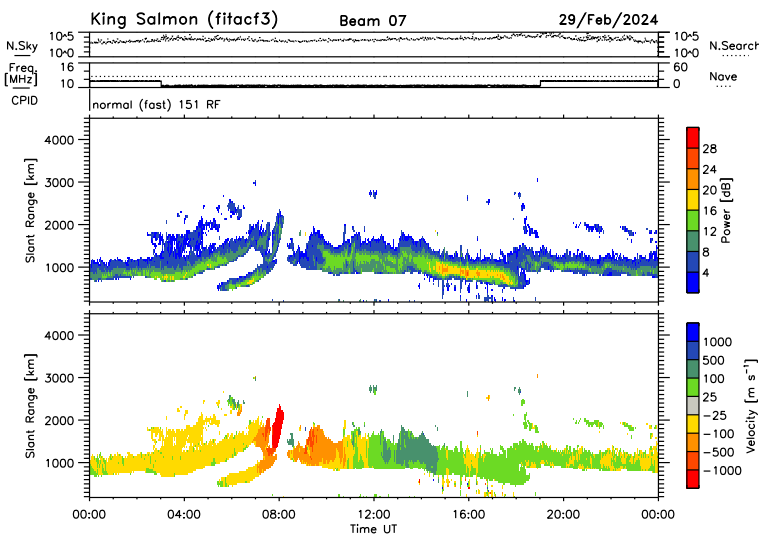 King Salmon (fitacf3) Beam 07 29/Feb/2024
N.Sky 10^5 10^0 10^5 10^0 N.Search
Freq [MHz] 16 10 60 0 Nave
CPID normal (fast) 151 RF
Slant Range [km] 4000 3000 2000 1000
Power [dB] 28 24 20 16 12 8 4
Slant Range [km] 4000 3000 2000 1000
Velocity [m s⁻¹] 1000 500 100 25 −25 −100 −500 −1000
00:00 04:00 08:00 12:00 16:00 20:00 00:00
Time UT